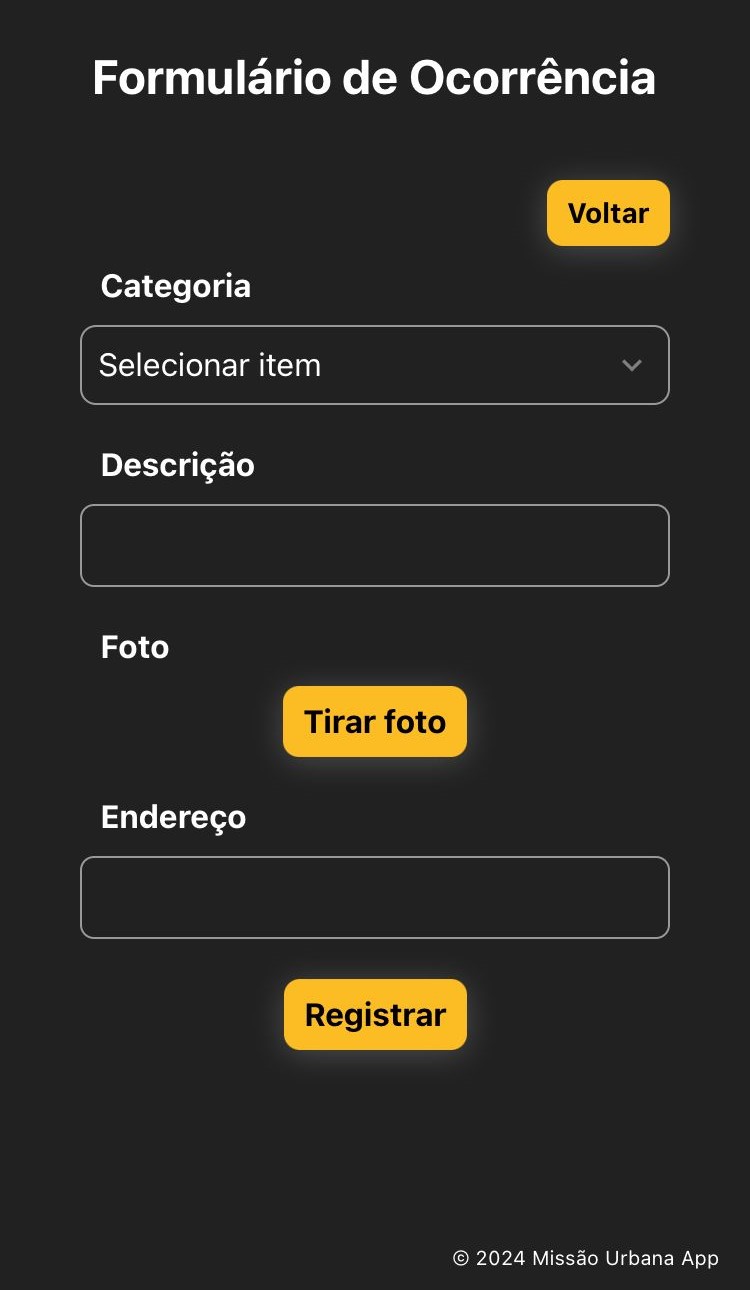 Formulário de Ocorrência
Voltar
Categoria
Selecionar item
Descrição
Foto
Tirar foto
Endereço
Registrar
© 2024 Missão Urbana App